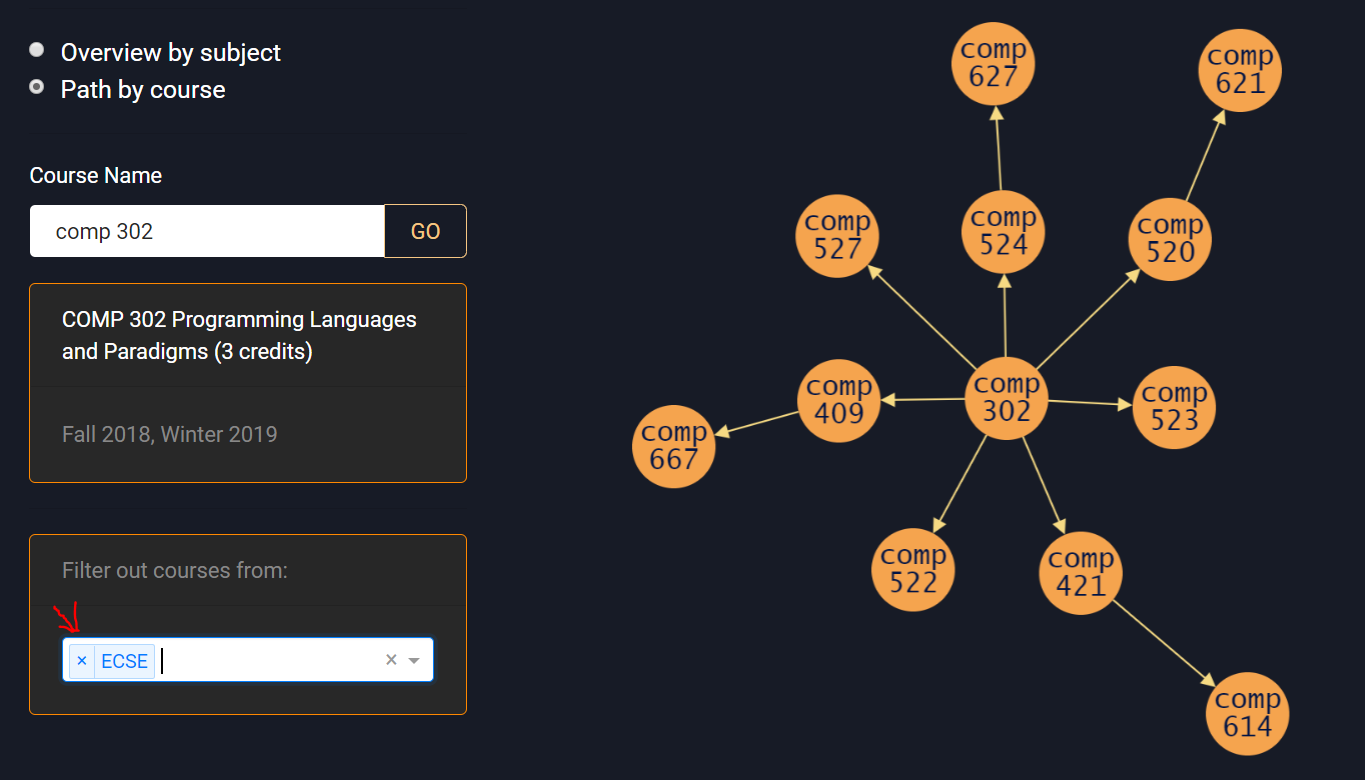 Overview by subject
Path by course
Course Name
comp 302
GO
COMP 302 Programming Languages
and Paradigms (3 credits)
Fall 2018, Winter 2019
Filter out courses from:
× ECSE ×
comp
627
comp
621
comp
527
comp
524
comp
520
comp
409
comp
302
comp
523
comp
667
comp
522
comp
421
comp
614